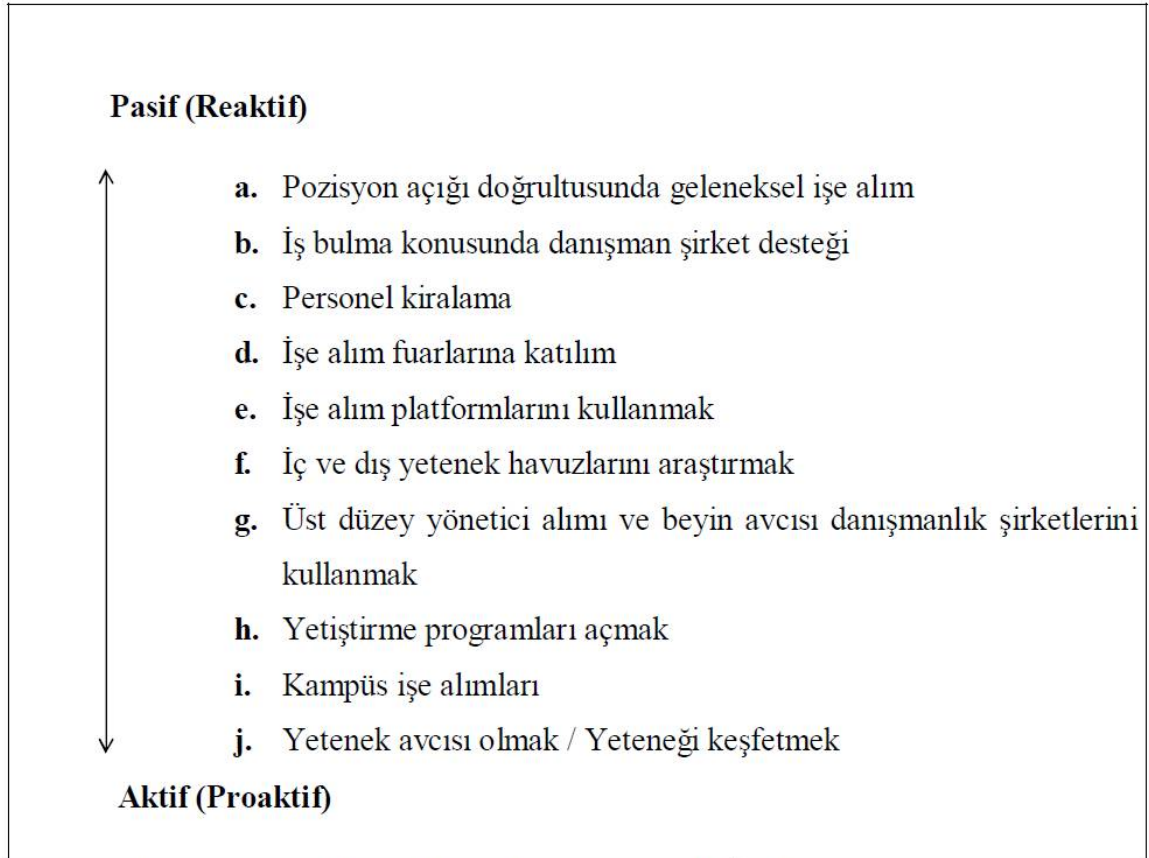 Pasif (Reaktif)
a. Pozisyon açığı doğrultusunda geleneksel işe alım
b. İş bulma konusunda danışman şirket desteği
c. Personel kiralama
d. İşe alım fuarlarına katılım
e. İşe alım platformlarını kullanmak
f. İç ve dış yetenek havuzlarını araştırmak
g. Üst düzey yönetici alımı ve beyin avcısı danışmanlık şirketlerini
kullanmak
h. Yetiştirme programları açmak
i. Kampüs işe alımları
j. Yetenek avcısı olmak / Yeteneği keşfetmek
Aktif (Proaktif)